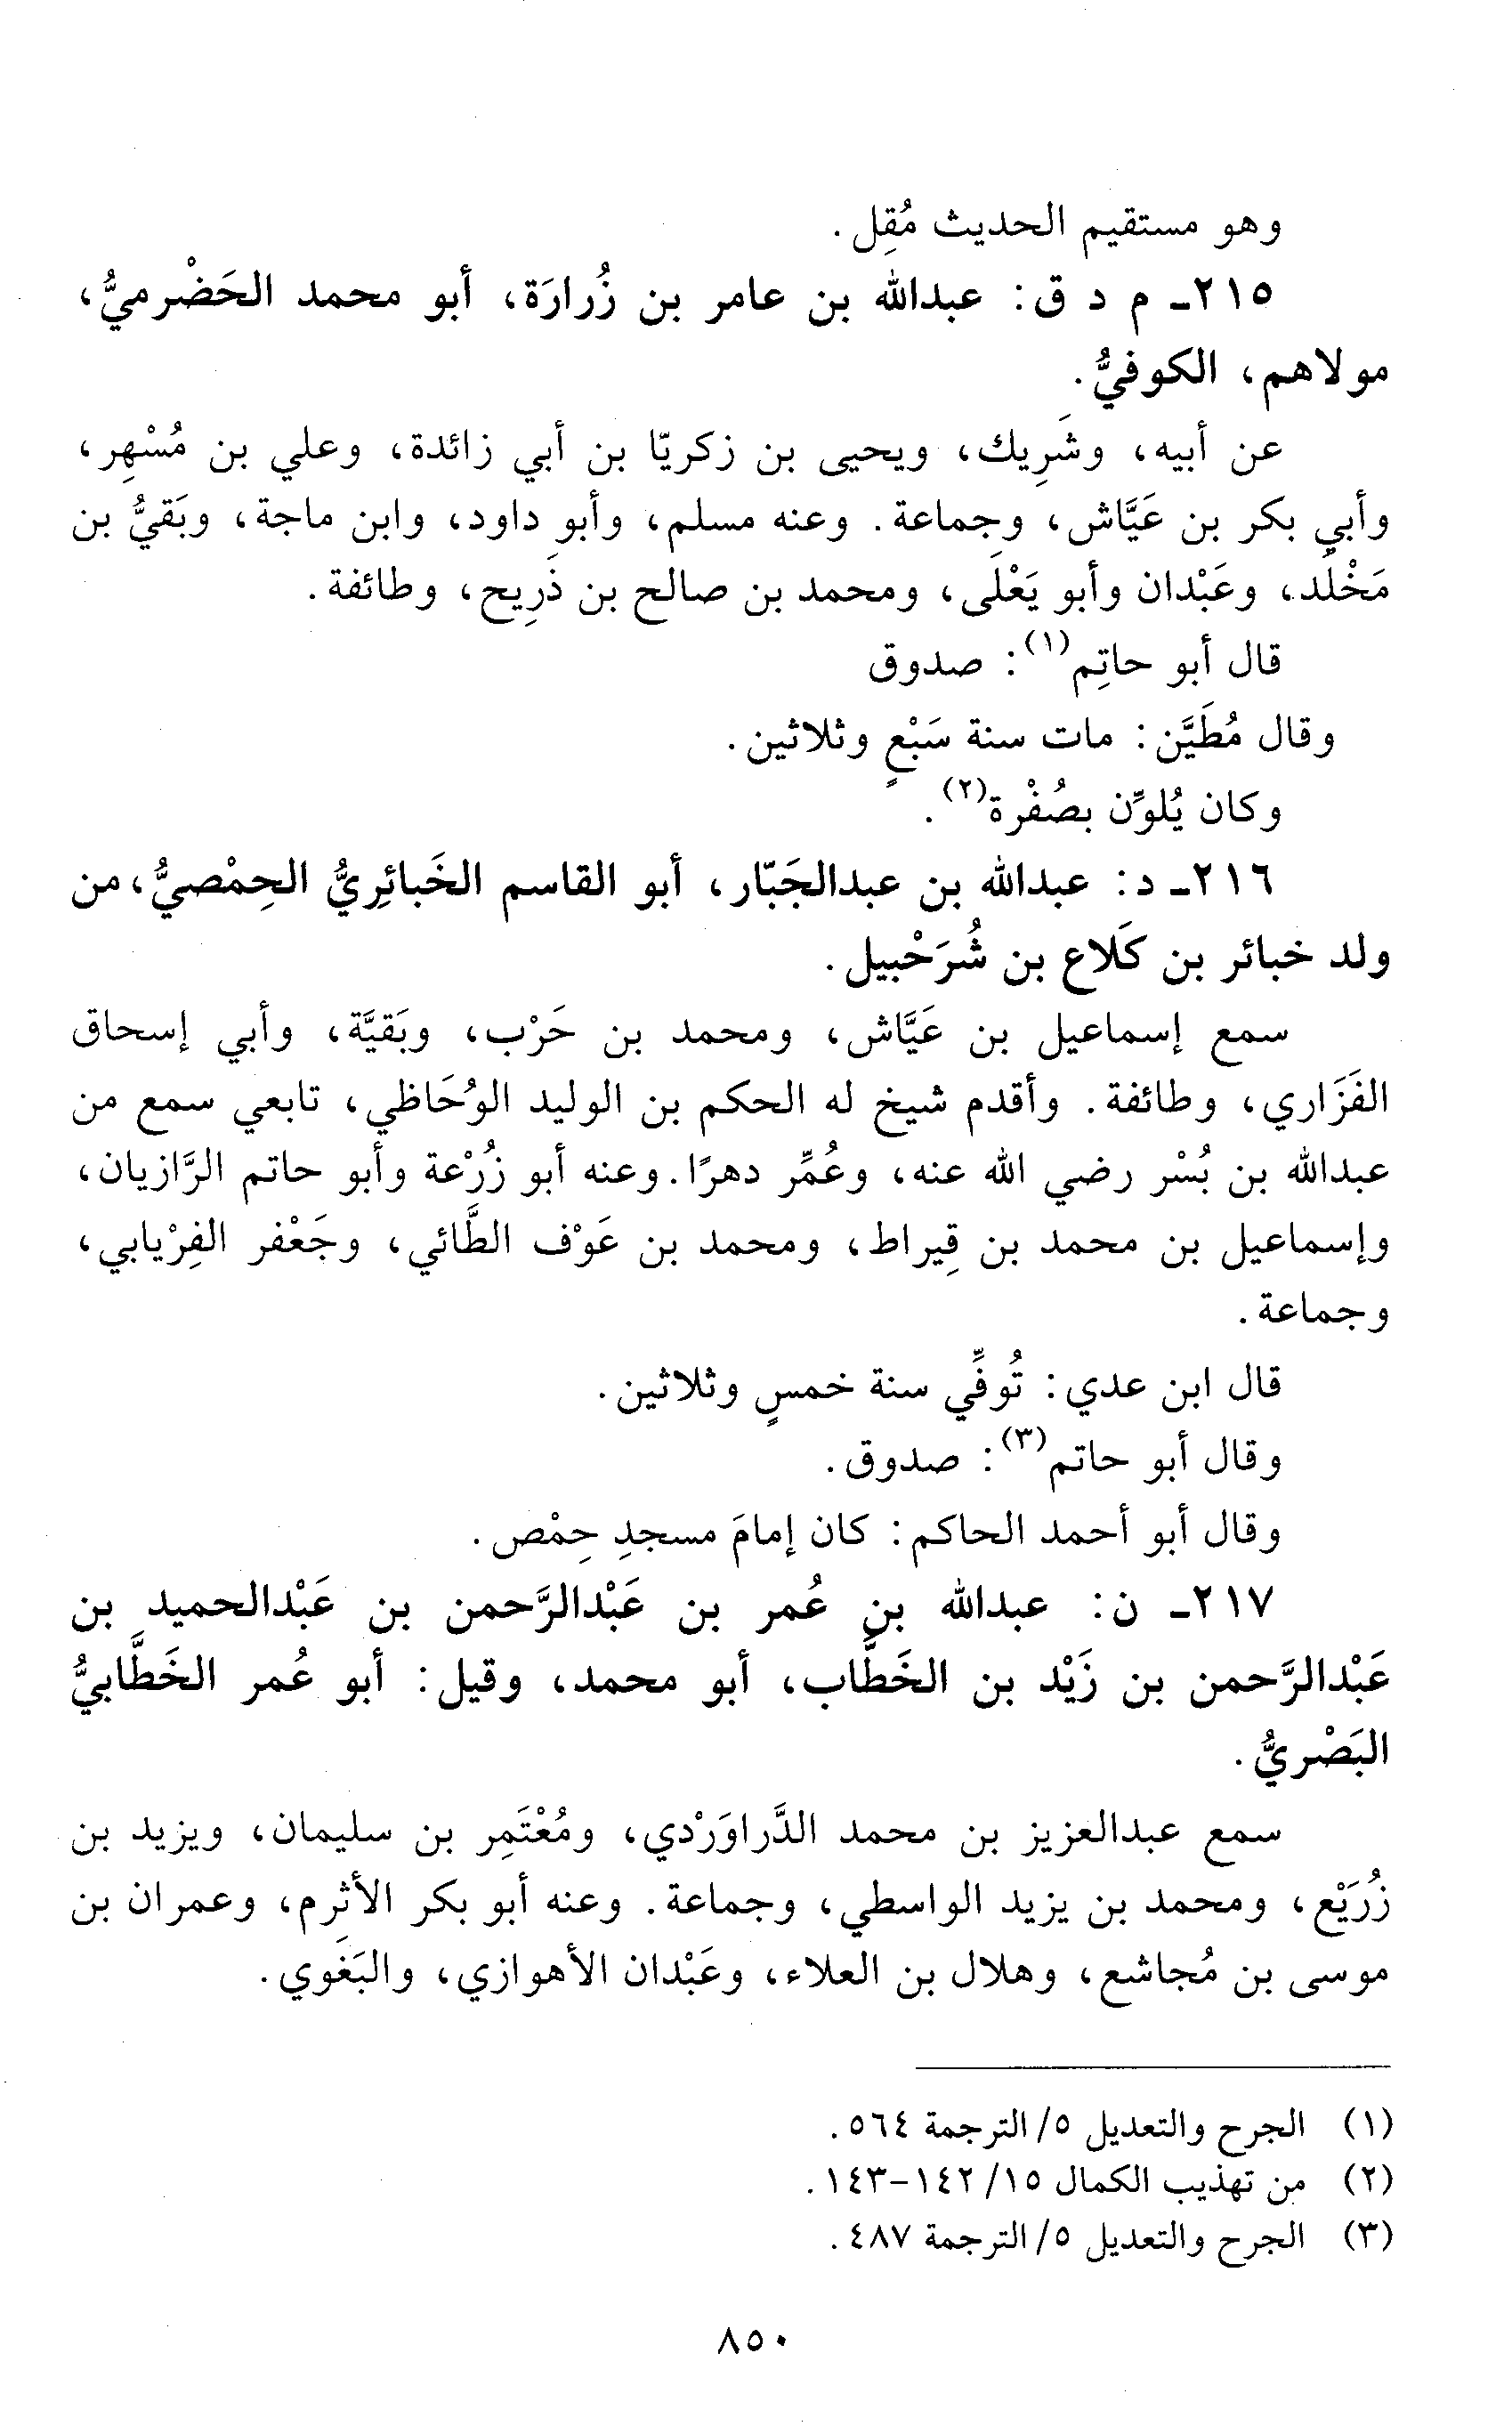 وهو مستقيم الحديث مُقِل.
٢١٥ـ م د ق: عبدالله بن عامر بن زُرارَة، أبو محمد الحَضْرميُّ،
مولاهم، الكوفيُّ.
عن أبيه، وشَرِيك، ويحيى بن زكريّا بن أبي زائدة، وعلي بن مُسْهِر،
وأبي بكر بن عَيَّاش، وجماعة. وعنه مسلم، وأبو داود، وابن ماجة، وبَقيُّ بن
مَخْلَد، وعَبْدان وأبو يَعْلَى، ومحمد بن صالح بن ذَرِيح، وطائفة.
قال أبو حاتِم(١): صدوق
وقال مُطَيَّن: مات سنة سَبْعٍ وثلاثين.
وكان يُلوِّن بصُفْرة(٢).
٢١٦ـ د: عبدالله بن عبدالجَبّار، أبو القاسم الخَبائِريُّ الحِمْصيُّ، من
ولد خبائر بن كَلاع بن شُرَحْبيل.
سمع إسماعيل بن عَيَّاش، ومحمد بن حَرْب، وبَقيَّة، وأبي إسحاق
الفَزَاري، وطائفة. وأقدم شيخ له الحكم بن الوليد الوُحَاظي، تابعي سمع من
عبدالله بن بُسْر رضي الله عنه، وعُمِّر دهرًا. وعنه أبو زُرْعة وأبو حاتم الرَّازيان،
وإسماعيل بن محمد بن قِيراط، ومحمد بن عَوْف الطَّائي، وجَعْفر الفِرْيابي،
وجماعة.
قال ابن عدي: تُوفِّي سنة خمسٍ وثلاثين.
وقال أبو حاتم(٣): صدوق.
وقال أبو أحمد الحاكم: كان إمامَ مسجدِ حِمْص.
٢١٧ـ ن: عبدالله بن عُمر بن عَبْدالرَّحمن بن عَبْدالحميد بن
عَبْدالرَّحمن بن زَيْد بن الخَطَّاب، أبو محمد، وقيل: أبو عُمر الخَطَّابيُّ
البَصْريُّ.
سمع عبدالعزيز بن محمد الدَّراوَرْدي، ومُعْتَمِر بن سليمان، ويزيد بن
زُرَيْع، ومحمد بن يزيد الواسطي، وجماعة. وعنه أبو بكر الأثرِم، وعمران بن
موسى بن مُجاشع، وهلال بن العلاء، وعَبْدان الأهوازي، والبَغَوي.
(١) الجرح والتعديل ٥/ الترجمة ٥٦٤.
(٢) من تهذيب الكمال ١٥/ ١٤٢-١٤٣.
(٣) الجرح والتعديل ٥/ الترجمة ٤٨٧.
٨٥٠